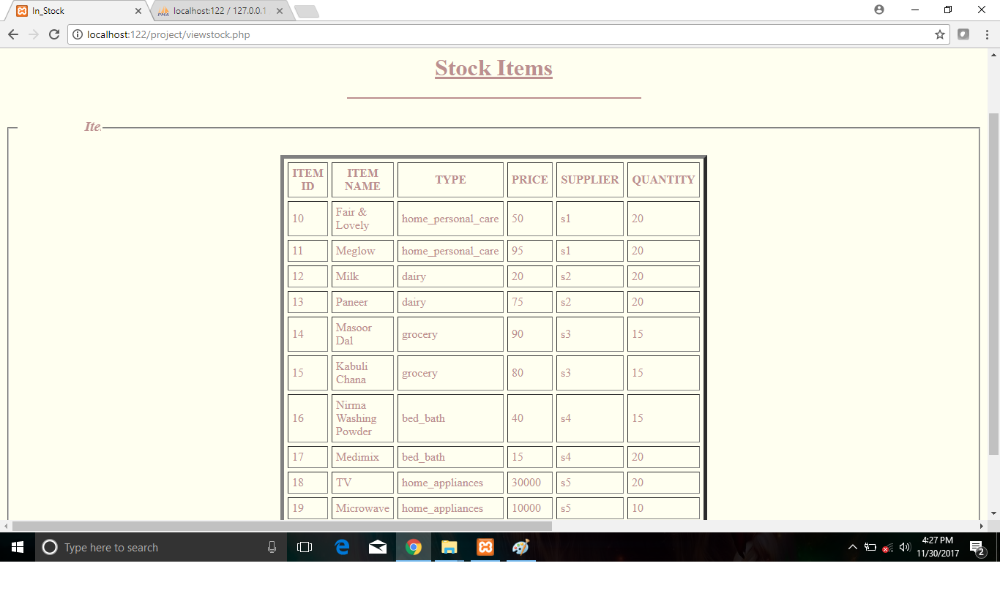 In_Stock
localhost:122 / 127.0.0.1
localhost:122/project/viewstock.php
Stock Items
Ite
ITEM ID ITEM NAME TYPE PRICE SUPPLIER QUANTITY
10 Fair & Lovely home_personal_care 50 s1 20
11 Meglow home_personal_care 95 s1 20
12 Milk dairy 20 s2 20
13 Paneer dairy 75 s2 20
14 Masoor Dal grocery 90 s3 15
15 Kabuli Chana grocery 80 s3 15
16 Nirma Washing Powder bed_bath 40 s4 15
17 Medimix bed_bath 15 s4 20
18 TV home_appliances 30000 s5 20
19 Microwave home_appliances 10000 s5 10
Type here to search
4:27 PM
11/30/2017
2